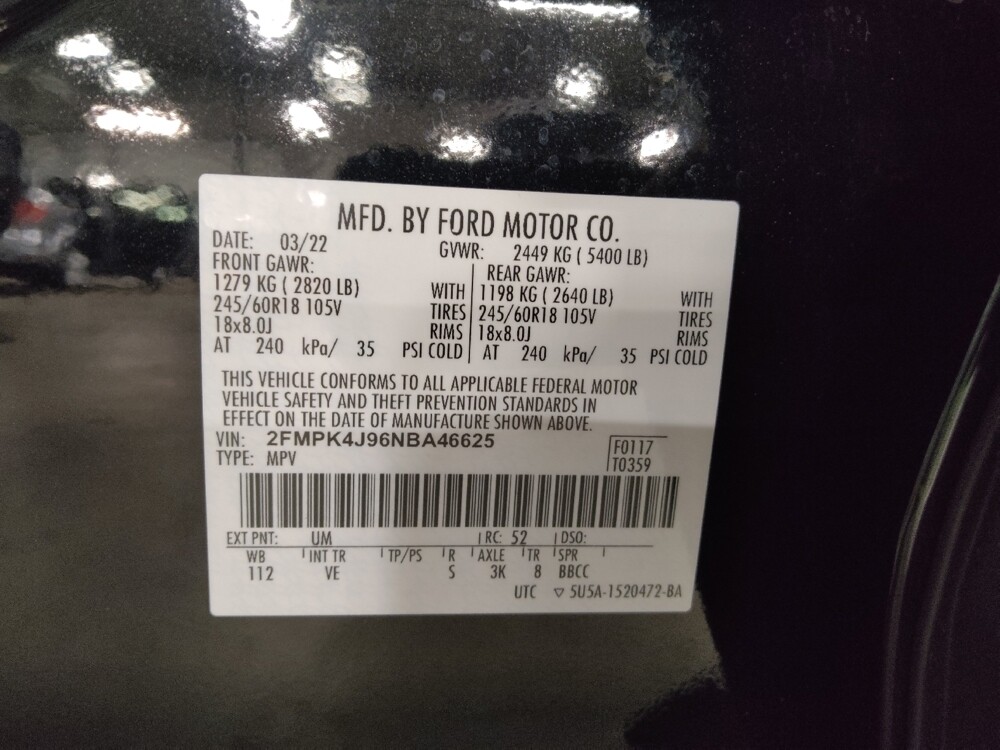 MFD. BY FORD MOTOR CO.
DATE: 03/22 GVWR: 2449 KG ( 5400 LB)
FRONT GAWR: REAR GAWR:
1279 KG ( 2820 LB) WITH 1198 KG ( 2640 LB) WITH
245/60R18 105V TIRES 245/60R18 105V TIRES
18x8.0J RIMS 18x8.0J RIMS
AT 240 kPa/ 35 PSI COLD AT 240 kPa/ 35 PSI COLD
THIS VEHICLE CONFORMS TO ALL APPLICABLE FEDERAL MOTOR
VEHICLE SAFETY AND THEFT PREVENTION STANDARDS IN
EFFECT ON THE DATE OF MANUFACTURE SHOWN ABOVE.
VIN: 2FMPK4J96NBA46625 F0117
TYPE: MPV T0359
EXT PNT: UM RC: 52 DSO:
WB INT TR TP/PS R AXLE TR SPR
112 VE S 3K 8 BBCC
UTC ▽ 5U5A-1520472-BA